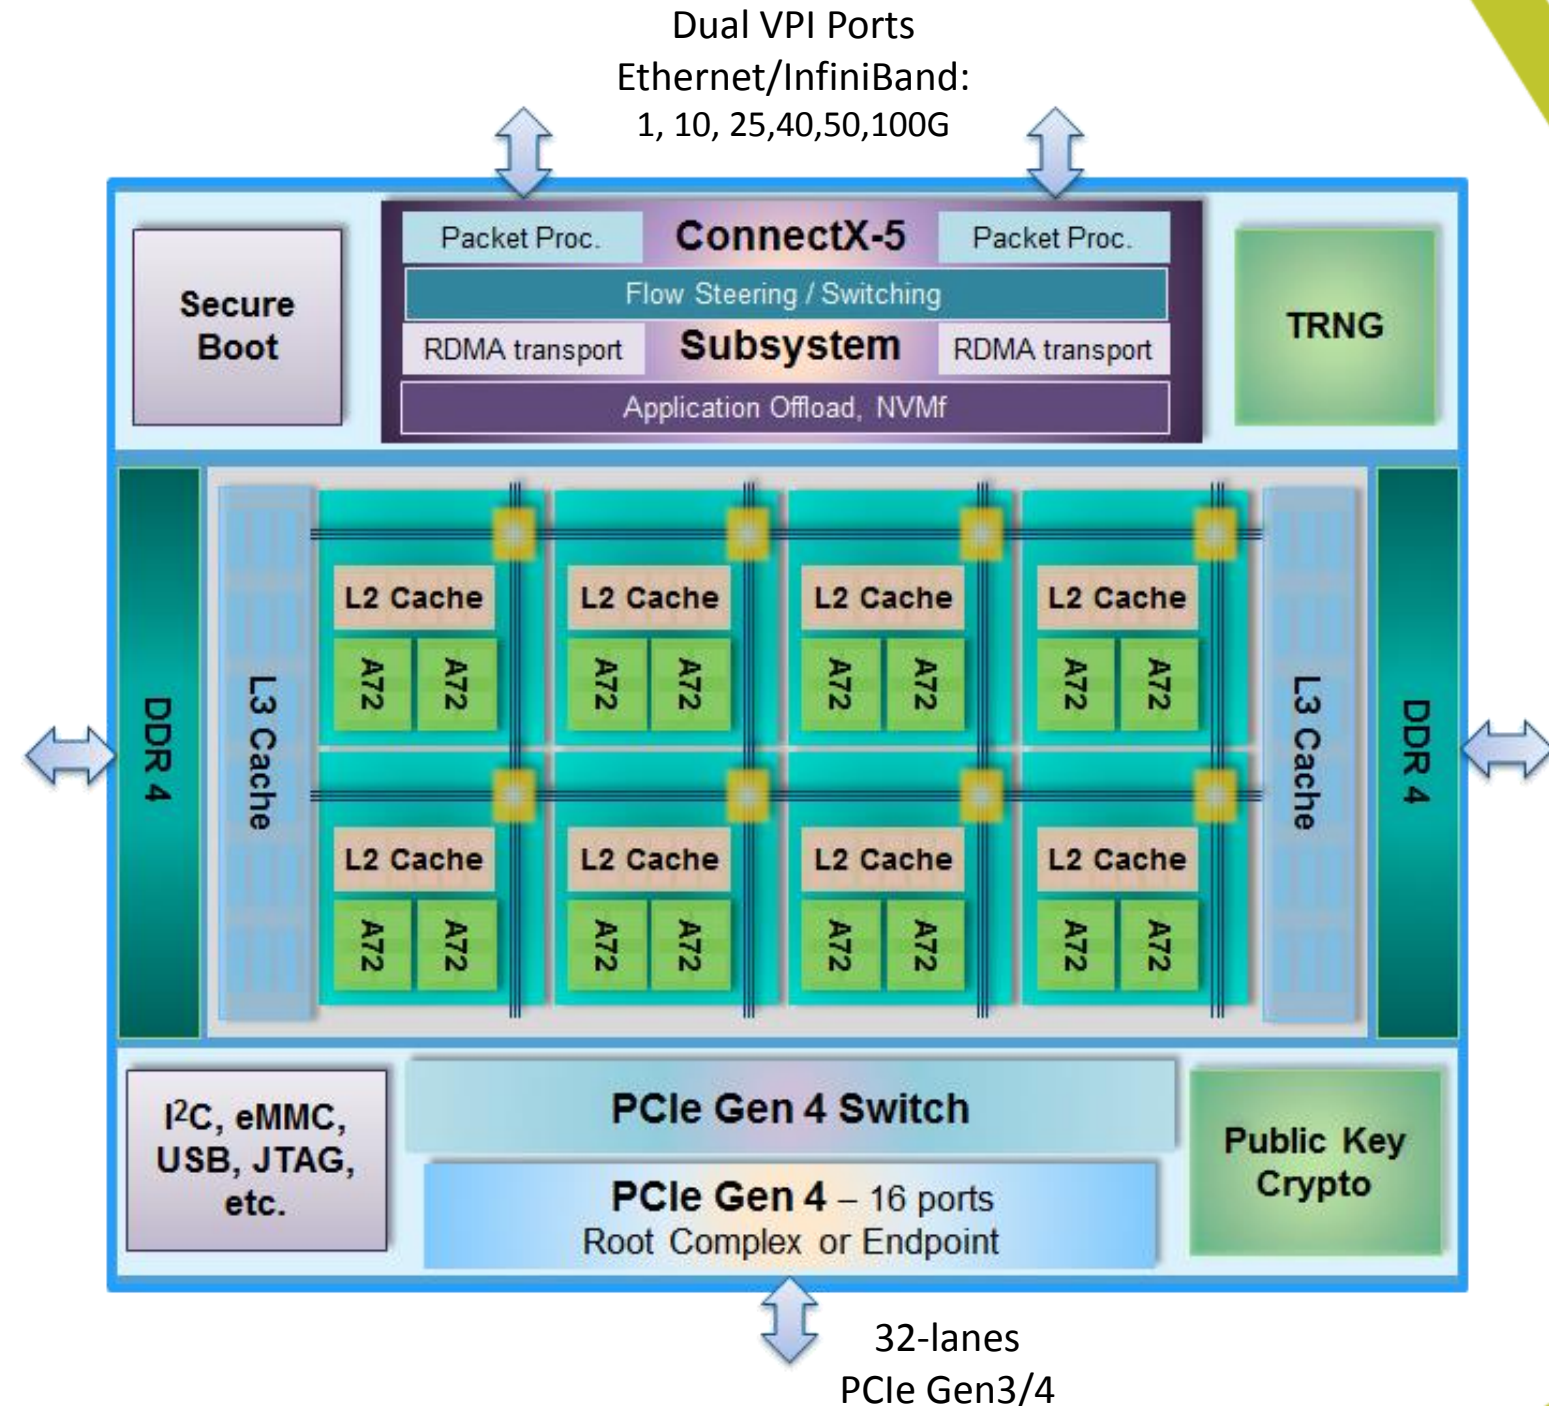 Dual VPI Ports
Ethernet/InfiniBand:
1, 10, 25,40,50,100G
Secure
Boot
Packet Proc.
ConnectX-5
Packet Proc.
Flow Steering / Switching
RDMA transport
Subsystem
RDMA transport
Application Offload, NVMf
TRNG
DDR 4
L3 Cache
L2 Cache
L2 Cache
L2 Cache
L2 Cache
A72
A72
A72
A72
A72
A72
A72
A72
L2 Cache
L2 Cache
L2 Cache
L2 Cache
A72
A72
A72
A72
A72
A72
A72
A72
L3 Cache
DDR 4
I²C, eMMC,
USB, JTAG,
etc.
PCIe Gen 4 Switch
PCIe Gen 4 – 16 ports
Root Complex or Endpoint
Public Key
Crypto
32-lanes
PCIe Gen3/4